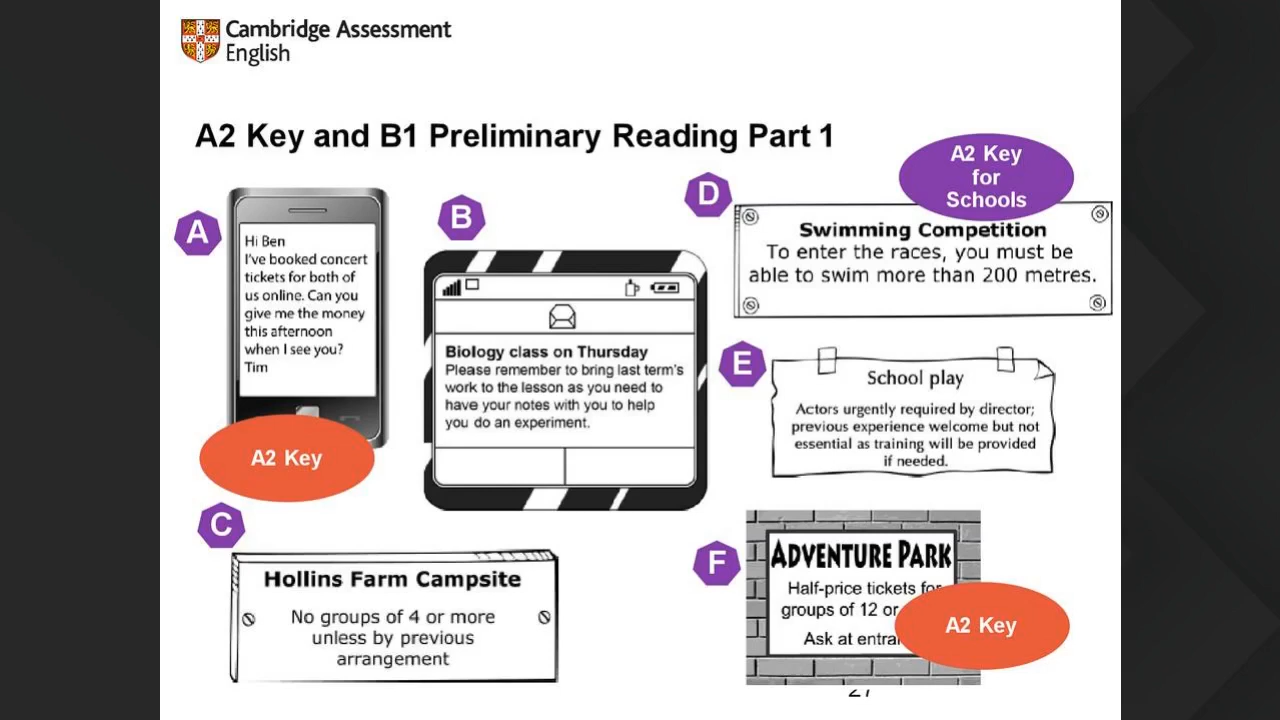 Cambridge Assessment
English
A2 Key and B1 Preliminary Reading Part 1
A
Hi Ben
I've booked concert
tickets for both of
us online. Can you
give me the money
this afternoon
when I see you?
Tim
A2 Key
B
Biology class on Thursday
Please remember to bring last term's
work to the lesson as you need to
have your notes with you to help
you do an experiment.
C
Hollins Farm Campsite
No groups of 4 or more
unless by previous
arrangement
D
A2 Key
for
Schools
Swimming Competition
To enter the races, you must be
able to swim more than 200 metres.
E
School play
Actors urgently required by director;
previous experience welcome but not
essential as training will be provided
if needed.
F
ADVENTURE PARK
Half-price tickets for
groups of 12 or
Ask at
A2 Key